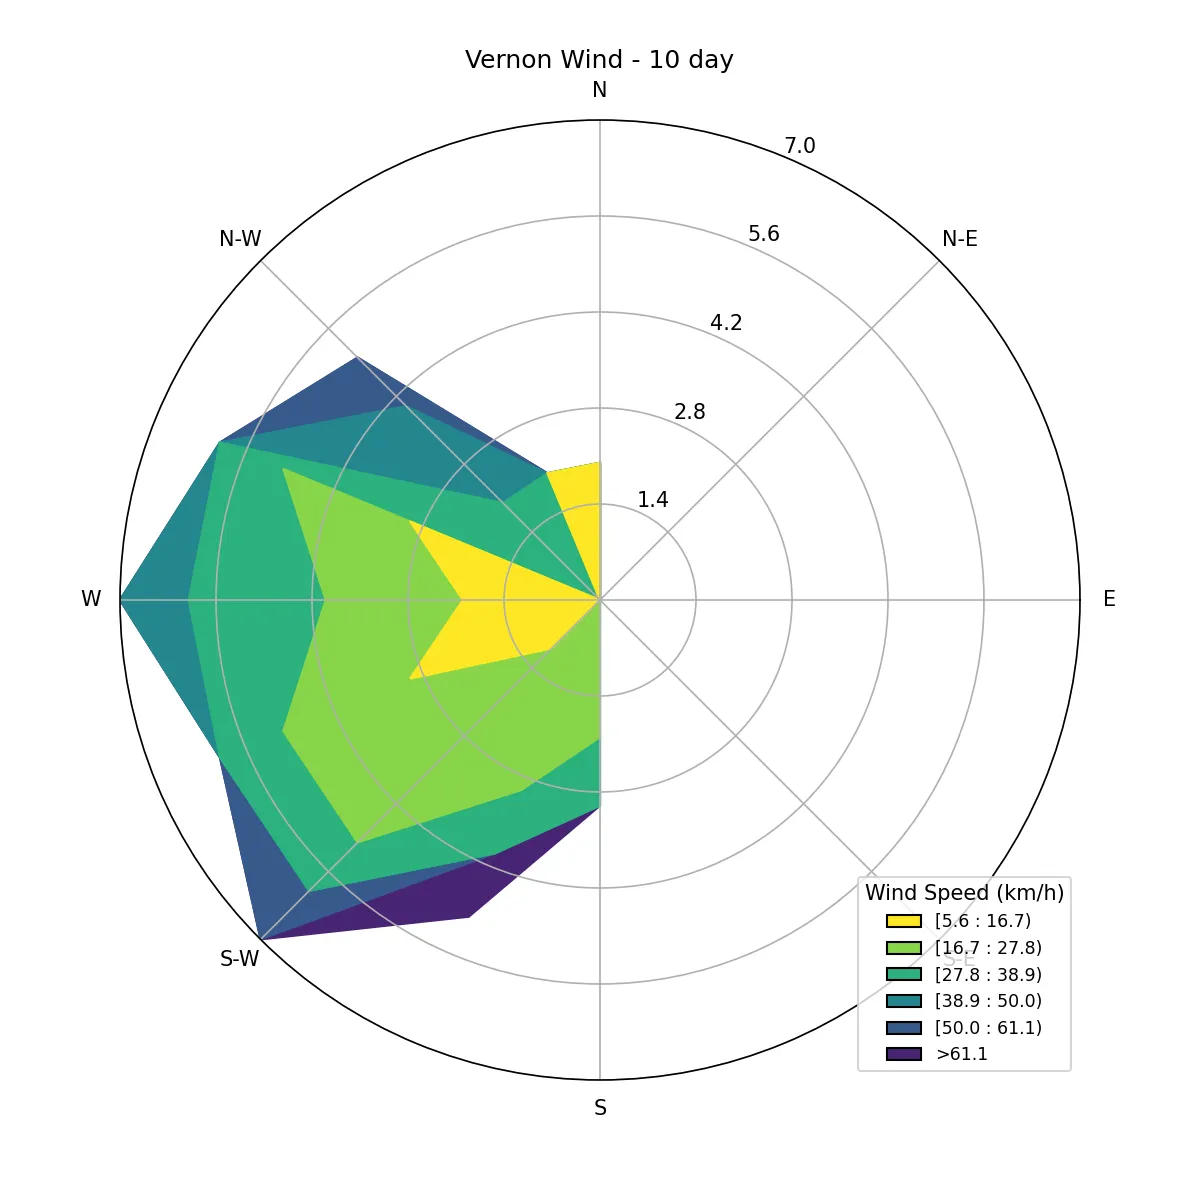 Vernon Wind - 10 day
N
7.0
N-W
5.6
N-E
4.2
2.8
1.4
W
E
S-W
S-E
S
Wind Speed (km/h)
[5.6 : 16.7)
[16.7 : 27.8)
[27.8 : 38.9)
[38.9 : 50.0)
[50.0 : 61.1)
>61.1